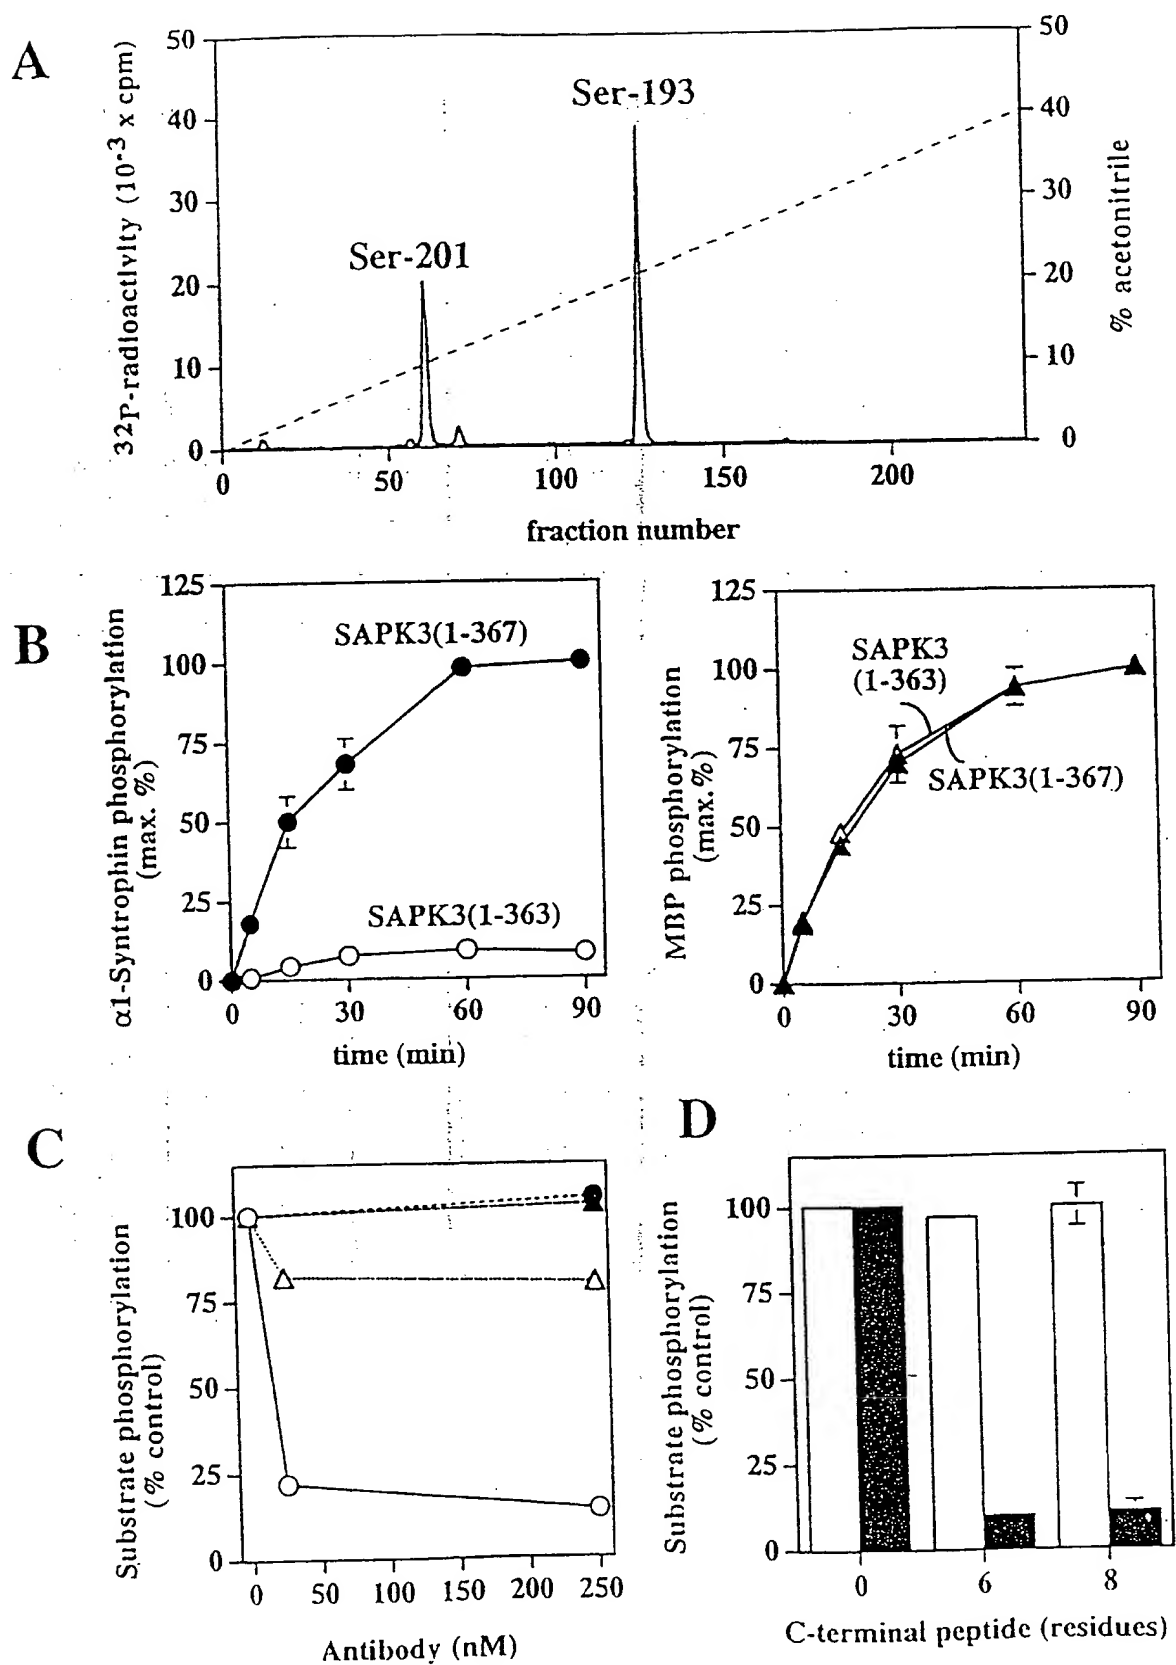 A
Ser-193
Ser-201
32P-radioactivity (10-3 x cpm)
50
40
30
20
10
0
% acetonitrile
50
40
30
20
10
0
0 50 100 150 200
fraction number
B
α1-Syntrophin phosphorylation
(max. %)
125
100
75
50
25
0
SAPK3(1-367)
SAPK3(1-363)
0 30 60 90
time (min)
MBP phosphorylation
(max.%)
125
100
75
50
25
0
SAPK3
(1-363)
SAPK3(1-367)
0 30 60 90
time (min)
C
Substrate phosphorylation
(% control)
100
75
50
25
0
0 50 100 150 200 250
Antibody (nM)
D
Substrate phosphorylation
(% control)
100
75
50
25
0
0 6 8
C-terminal peptide (residues)